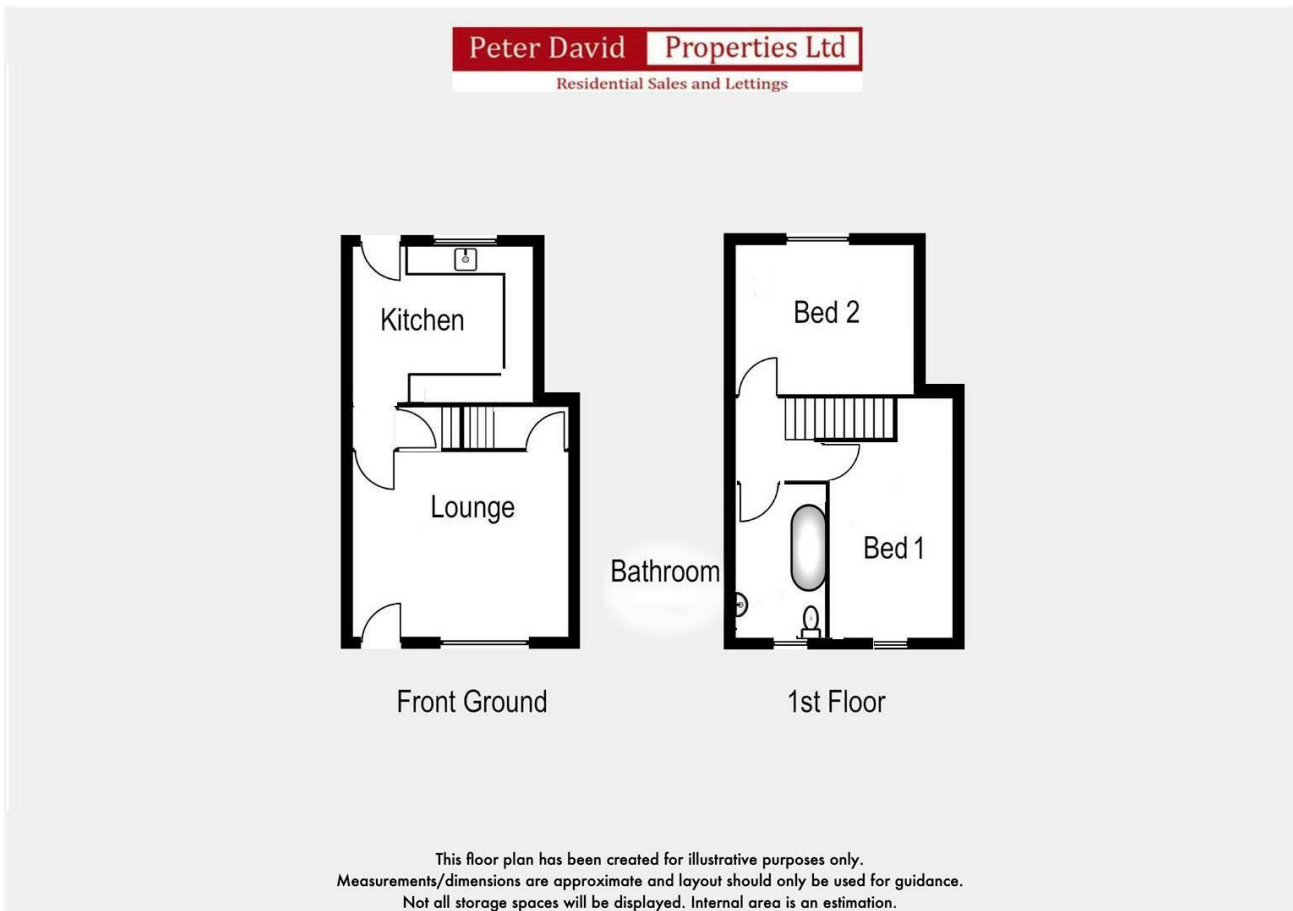 Peter David Properties Ltd
Residential Sales and Lettings
Kitchen
Bed 2
Lounge
Bathroom
Bed 1
Front Ground
1st Floor
This floor plan has been created for illustrative purposes only.
Measurements/dimensions are approximate and layout should only be used for guidance.
Not all storage spaces will be displayed. Internal area is an estimation.